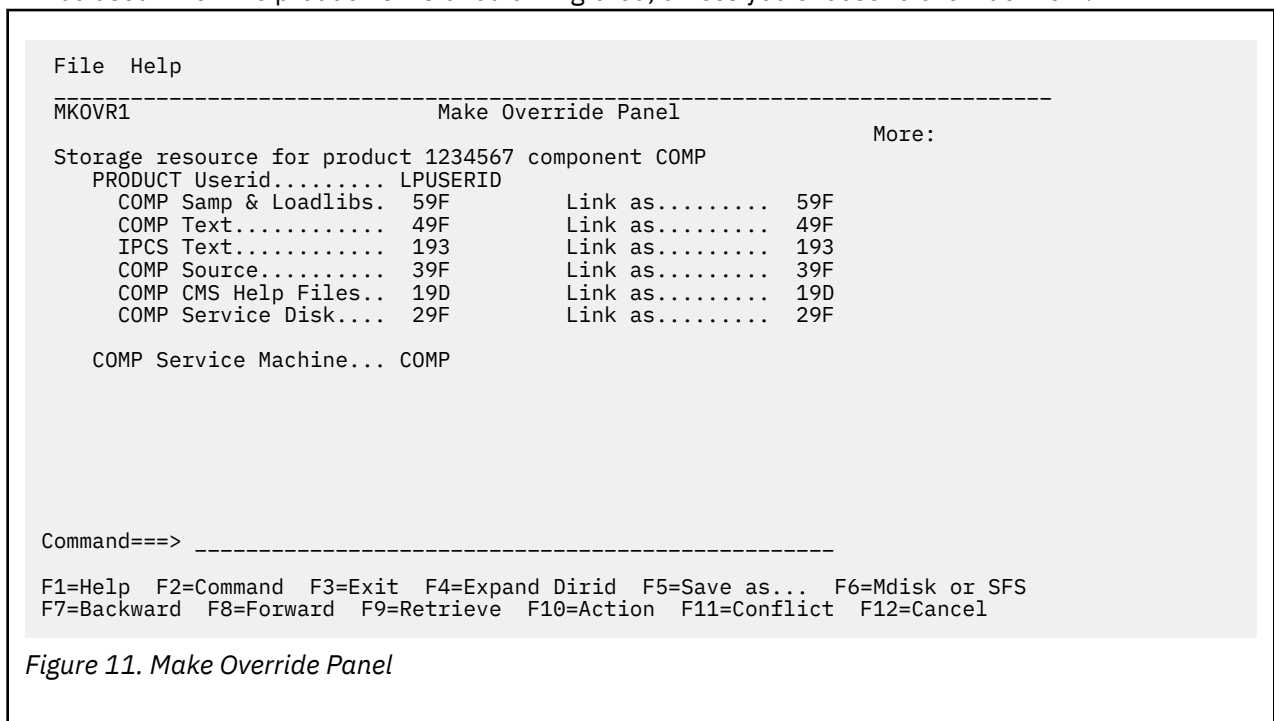 File Help
MKOVR1 Make Override Panel
More:
Storage resource for product 1234567 component COMP
PRODUCT Userid......... LPUSERID
COMP Samp & Loadlibs. 59F Link as......... 59F
COMP Text............ 49F Link as......... 49F
IPCS Text............ 193 Link as......... 193
COMP Source.......... 39F Link as......... 39F
COMP CMS Help Files.. 19D Link as......... 19D
COMP Service Disk.... 29F Link as......... 29F
COMP Service Machine... COMP
Command===> __________________________________________________
F1=Help F2=Command F3=Exit F4=Expand Dirid F5=Save as... F6=Mdisk or SFS
F7=Backward F8=Forward F9=Retrieve F10=Action F11=Conflict F12=Cancel
Figure 11. Make Override Panel